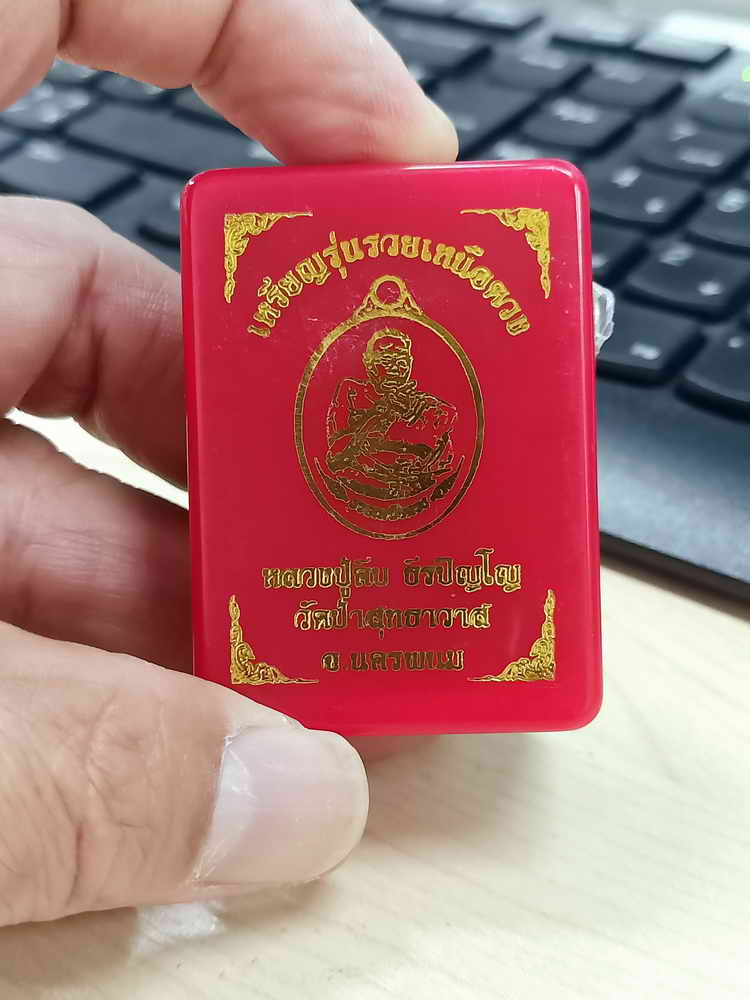 เหรียญรุ่นรวยเหนือดวง
หลวงปู่สืบ ธีรปัญโญ
วัดป่าสุทธาวาส
จ.นครพนม